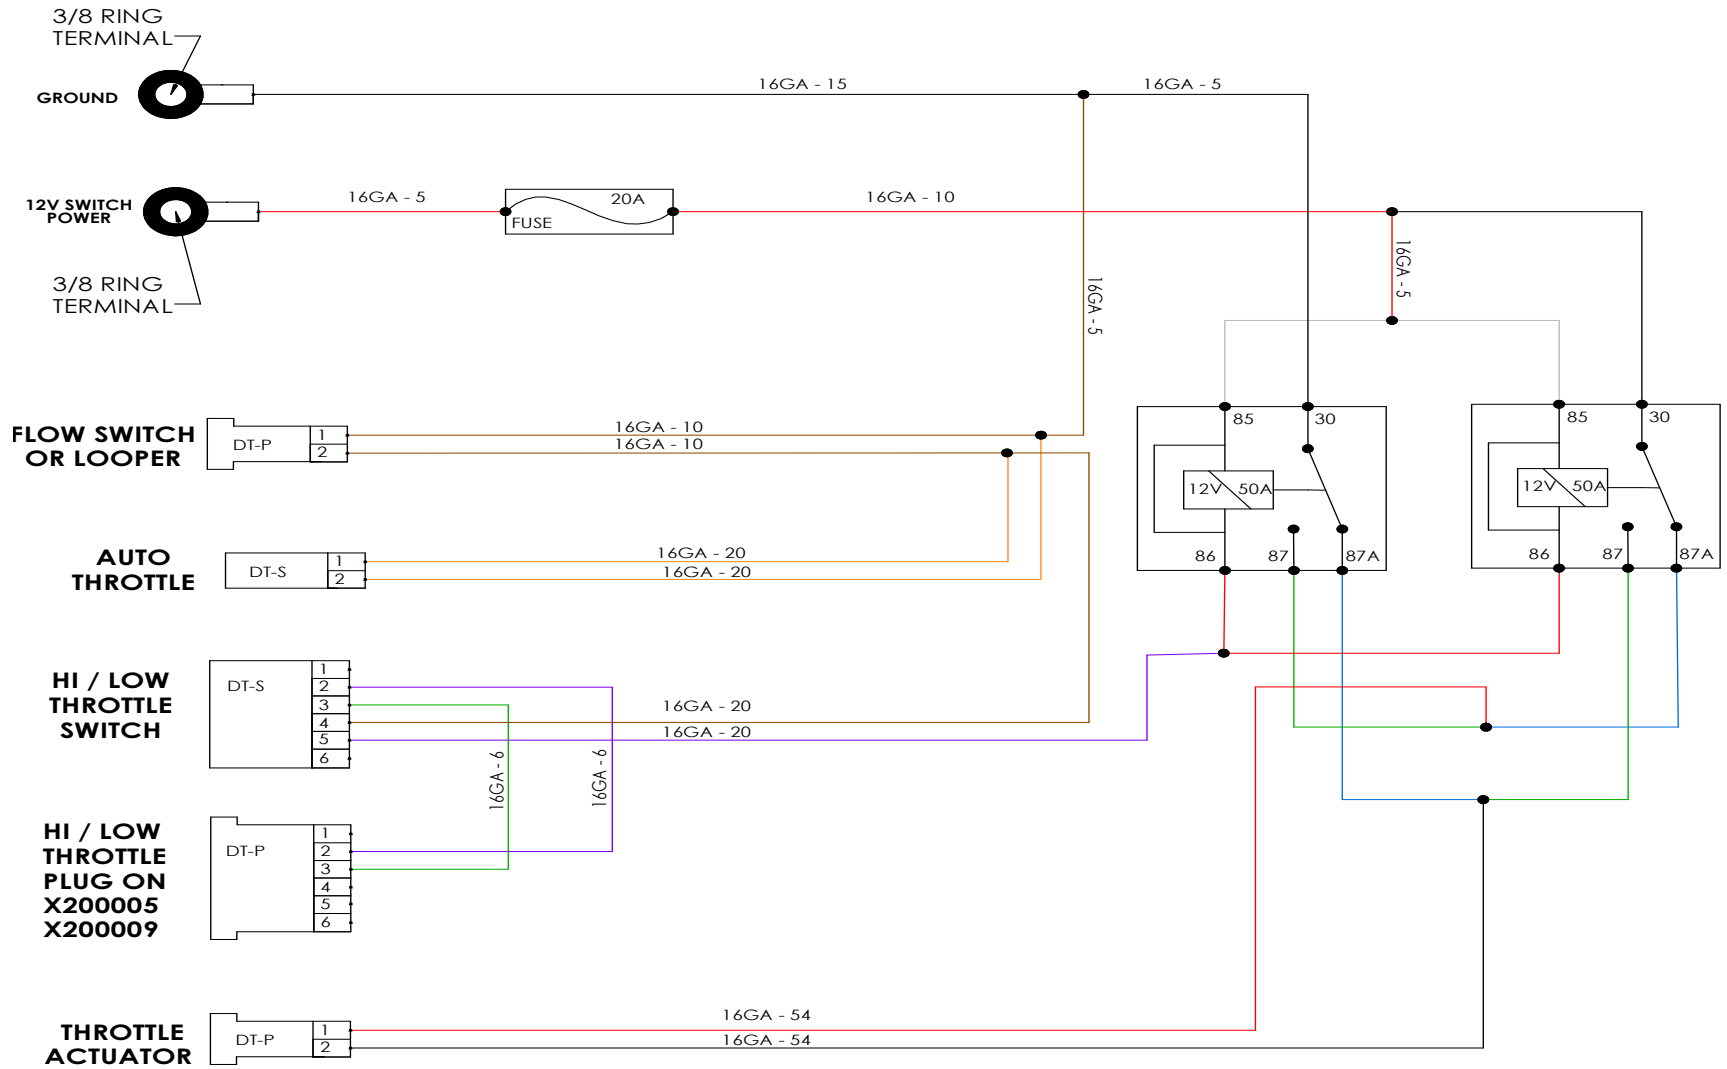 3/8 RING
TERMINAL
GROUND
16GA - 15
16GA - 5
12V SWITCH
POWER
16GA - 5
20A
FUSE
16GA - 10
3/8 RING
TERMINAL
16GA - 5
16GA - 5
FLOW SWITCH
OR LOOPER
DT-P
1
2
16GA - 10
16GA - 10
85
30
12V
50A
86
87
87A
85
30
12V
50A
86
87
87A
AUTO
THROTTLE
DT-S
1
2
16GA - 20
16GA - 20
HI / LOW
THROTTLE
SWITCH
DT-S
1
2
3
4
5
6
16GA - 20
16GA - 20
16GA - 6
16GA - 6
HI / LOW
THROTTLE
PLUG ON
X200005
X200009
DT-P
1
2
3
4
5
6
THROTTLE
ACTUATOR
DT-P
1
2
16GA - 54
16GA - 54